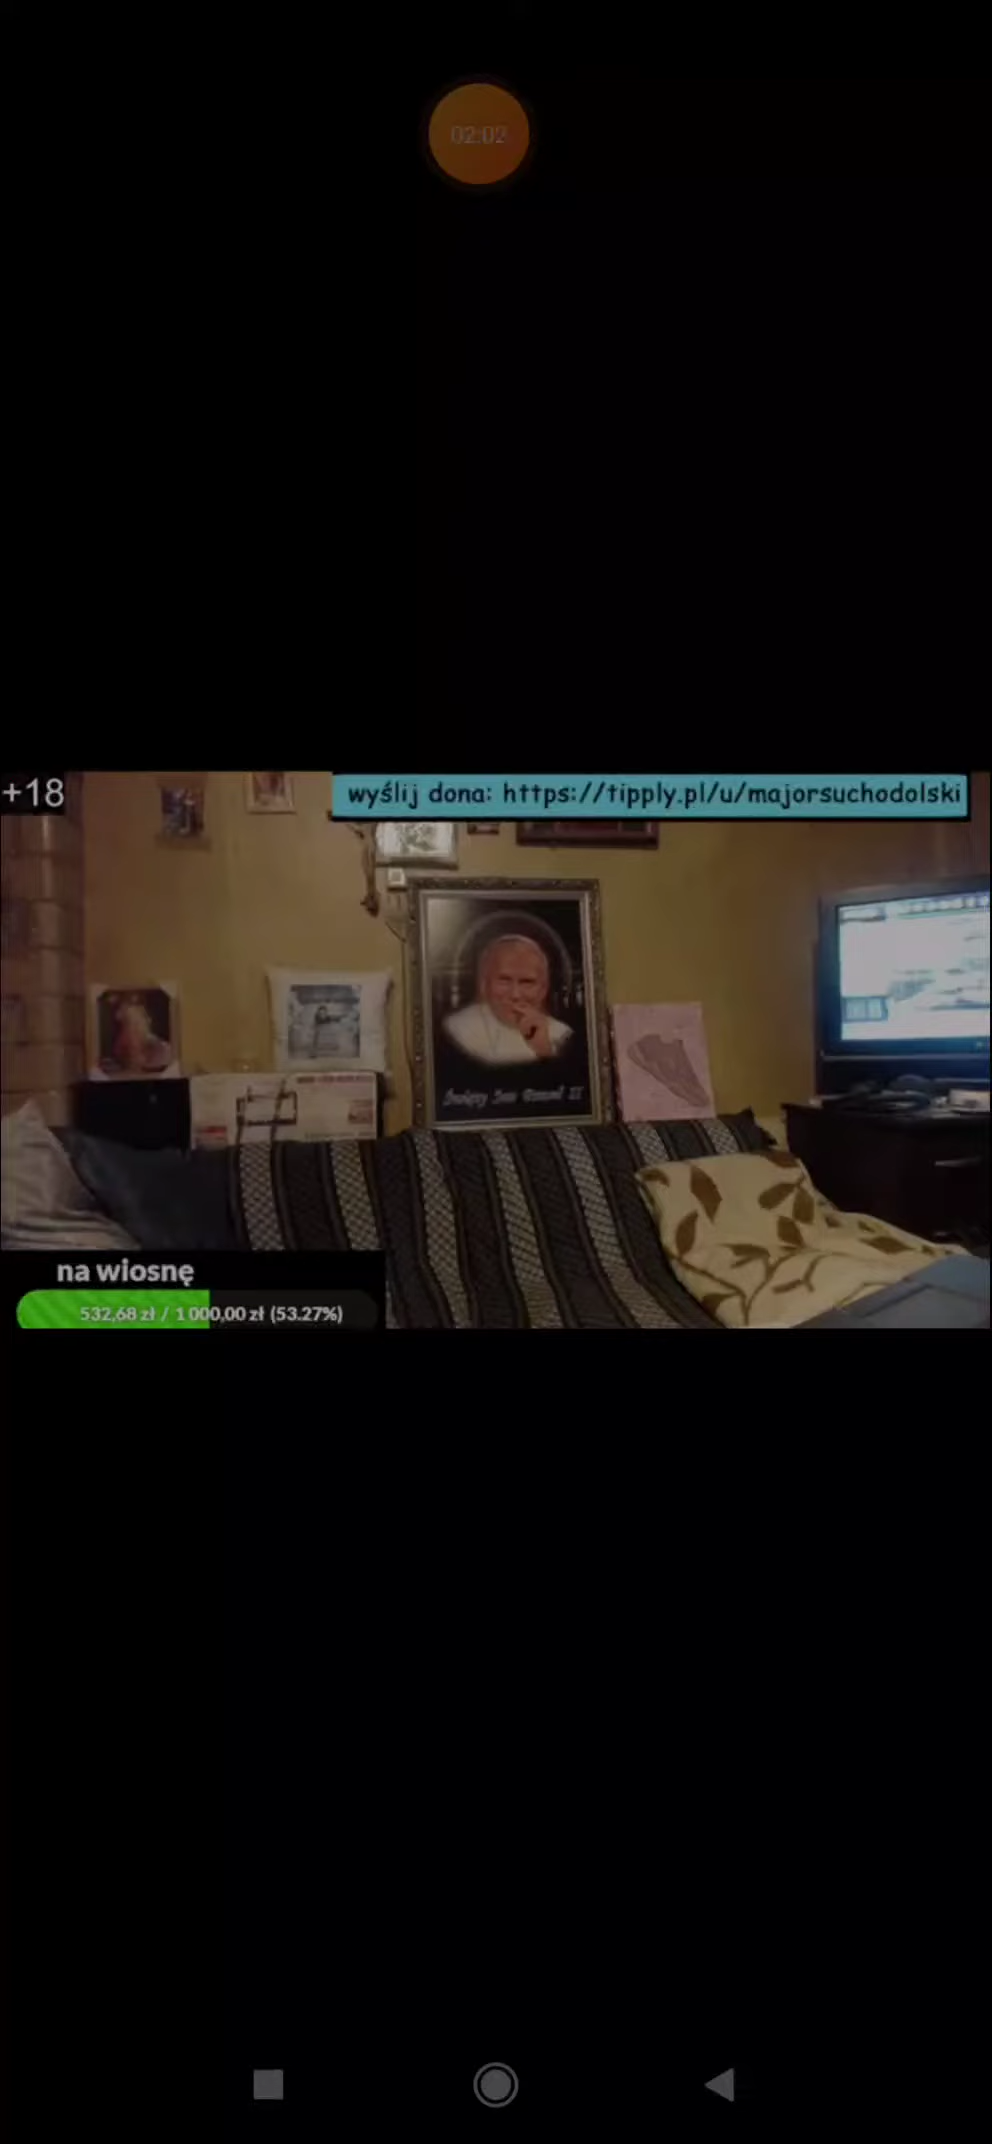 02:02
+18
wyślij dona: https://tipply.pl/u/majorsuchodolski
Święty Jan Paweł II
na wiosnę
532,68 zł / 1 000,00 zł (53.27%)